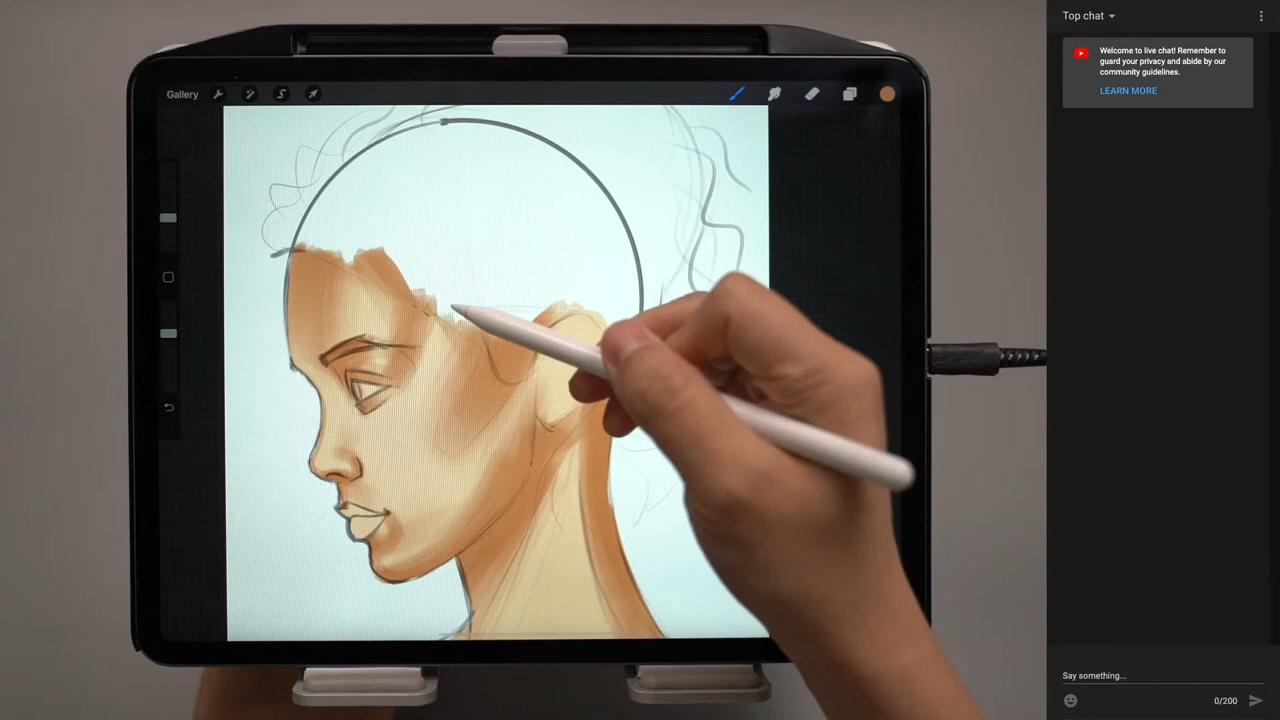 Gallery
Top chat
Welcome to live chat! Remember to
guard your privacy and abide by our
community guidelines.
LEARN MORE
Say something...
0/200